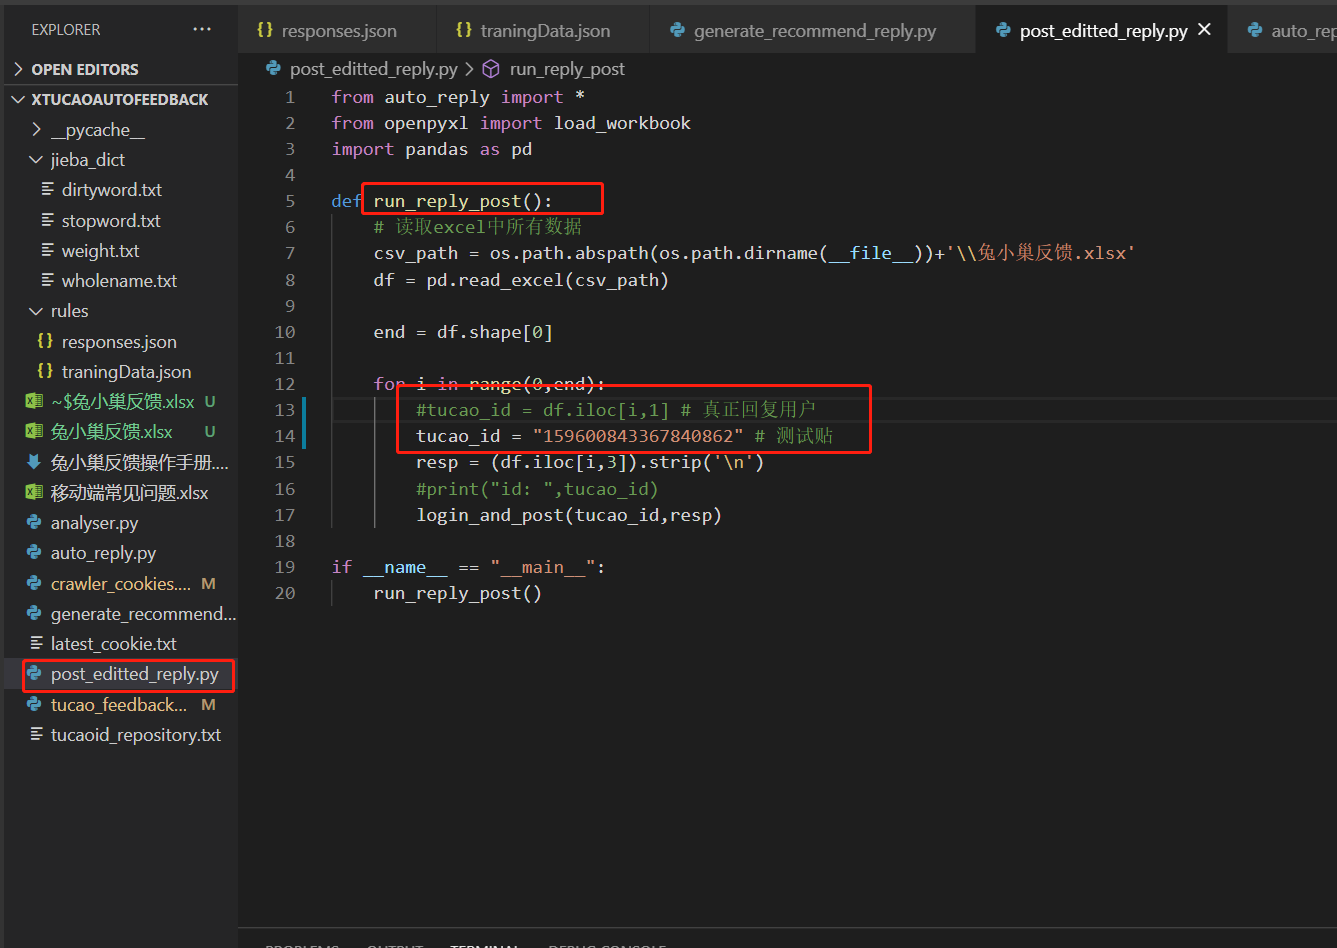 EXPLORER
···
OPEN EDITORS
XTUCAOAUTOFEEDBACK
__pycache__
jieba_dict
dirtyword.txt
stopword.txt
weight.txt
wholename.txt
rules
{} responses.json
{} traningData.json
~$兔小巢反馈.xlsx U
兔小巢反馈.xlsx U
兔小巢反馈操作手册....
移动端常见问题.xlsx
analyser.py
auto_reply.py
crawler_cookies.... M
generate_recommend...
latest_cookie.txt
post_editted_reply.py
tucao_feedback... M
tucaoid_repository.txt
{} responses.json
{} traningData.json
generate_recommend_reply.py
post_editted_reply.py ×
auto_rep
post_editted_reply.py > run_reply_post
1 from auto_reply import *
2 from openpyxl import load_workbook
3 import pandas as pd
4
5 def run_reply_post():
6 # 读取excel中所有数据
7 csv_path = os.path.abspath(os.path.dirname(__file__))+'\\兔小巢反馈.xlsx'
8 df = pd.read_excel(csv_path)
9
10 end = df.shape[0]
11
12 for i in range(0,end):
13 #tucao_id = df.iloc[i,1] # 真正回复用户
14 tucao_id = "159600843367840862" # 测试贴
15 resp = (df.iloc[i,3]).strip('\n')
16 #print("id: ",tucao_id)
17 login_and_post(tucao_id,resp)
18
19 if __name__ == "__main__":
20 run_reply_post()
PROBLEMS OUTPUT TERMINAL DEBUG CONSOLE